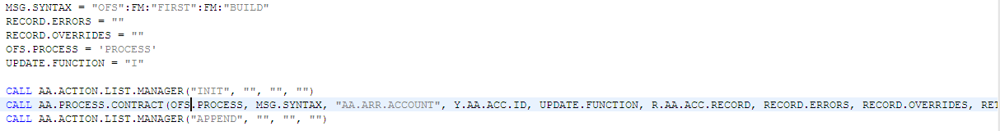 MSG.SYNTAX = "OFS":FM:"FIRST":FM:"BUILD"
RECORD.ERRORS = ""
RECORD.OVERRIDES = ""
OFS.PROCESS = 'PROCESS'
UPDATE.FUNCTION = "I"
CALL AA.ACTION.LIST.MANAGER("INIT", "", "", "")
CALL AA.PROCESS.CONTRACT(OFS.PROCESS, MSG.SYNTAX, "AA.ARR.ACCOUNT", Y.AA.ACC.ID, UPDATE.FUNCTION, R.AA.ACC.RECORD, RECORD.ERRORS, RECORD.OVERRIDES,
CALL AA.ACTION.LIST.MANAGER("APPEND", "", "", "")